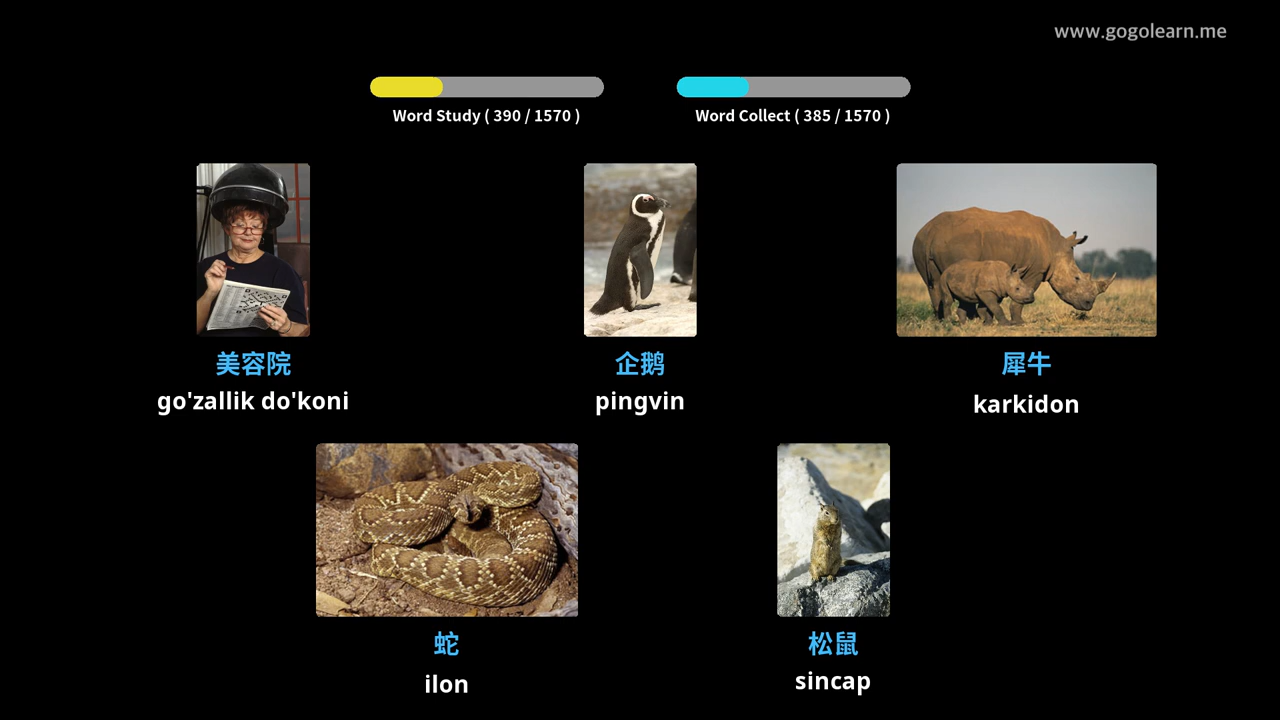 www.gogolearn.me
Word Study ( 390 / 1570 )
Word Collect ( 385 / 1570 )
美容院
go'zallik do'koni
企鹅
pingvin
犀牛
karkidon
蛇
ilon
松鼠
sincap